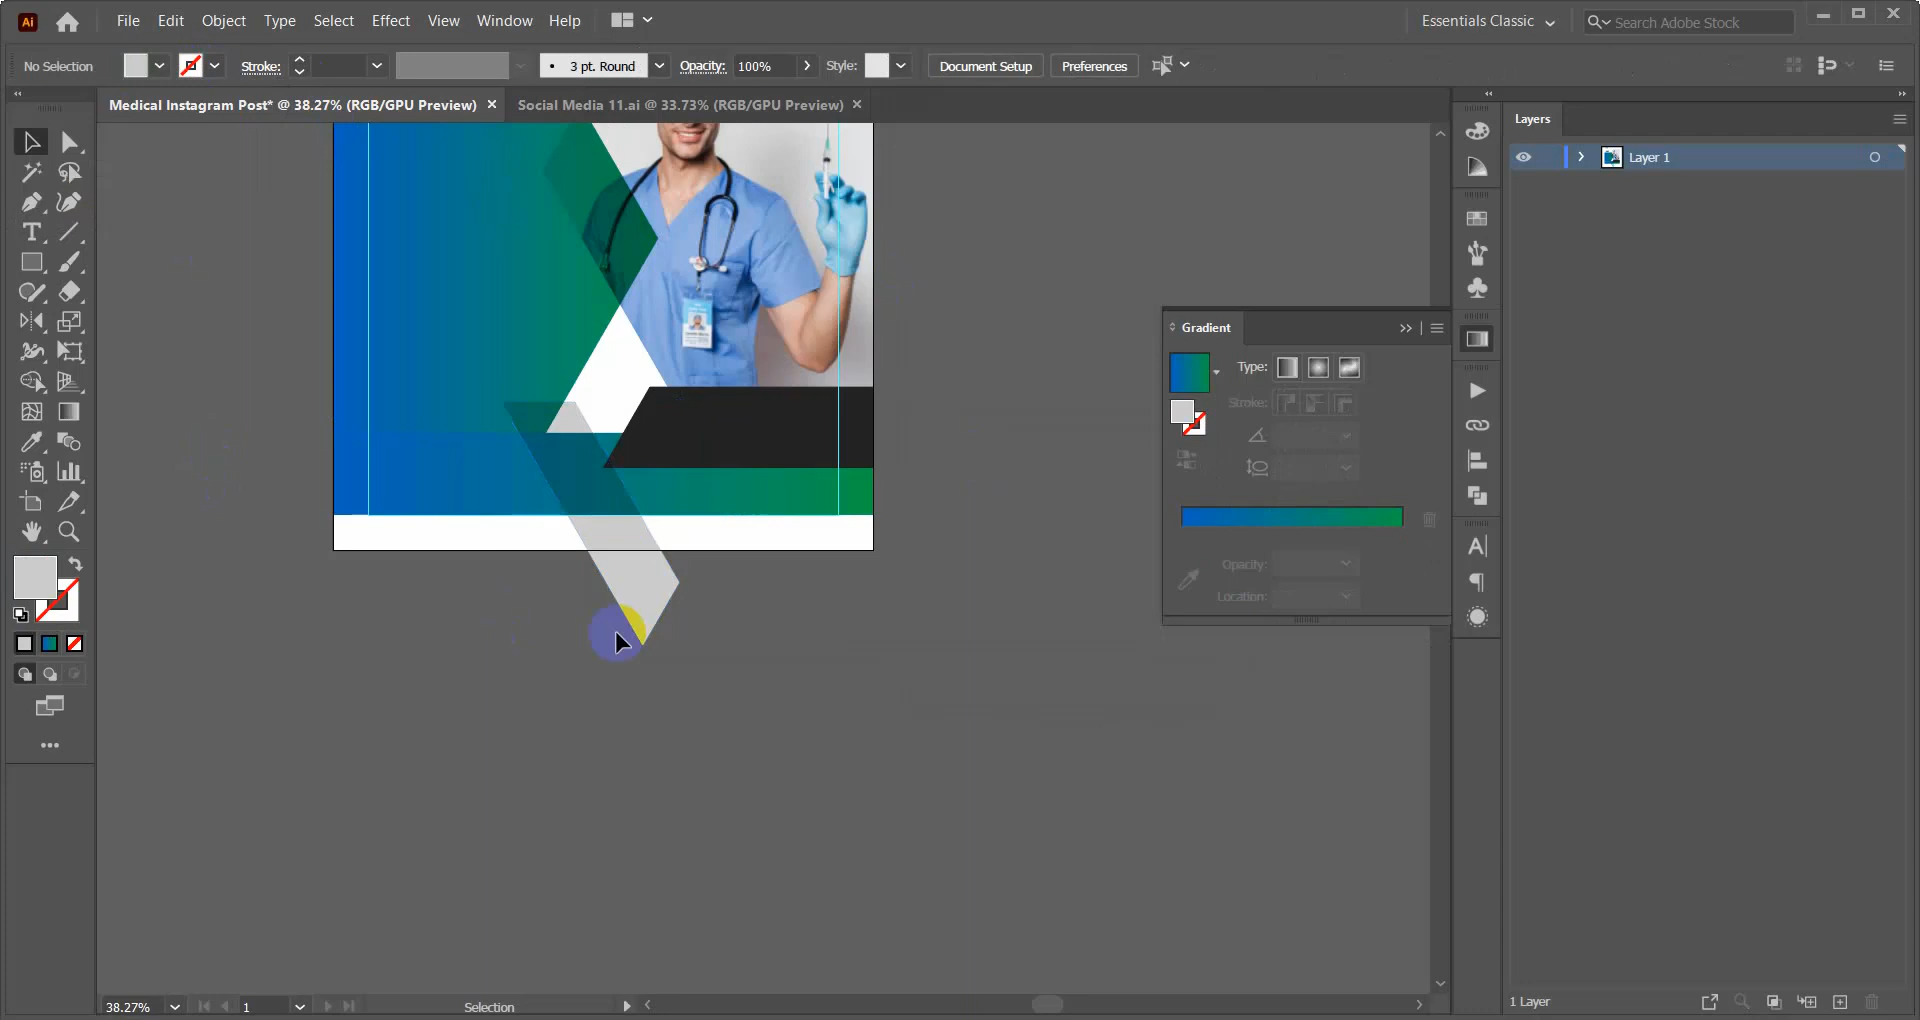 Ai File Edit Object Type Select Effect View Window Help Essentials Classic Search Adobe Stock
No Selection Stroke: 3 pt. Round Opacity: 100% Style: Document Setup Preferences
Medical Instagram Post* @ 38.27% (RGB/GPU Preview) Social Media 11.ai @ 33.73% (RGB/GPU Preview)
Layers
Layer 1
Gradient
Type:
Stroke:
Opacity:
Location:
38.27% 1 Selection
1 Layer